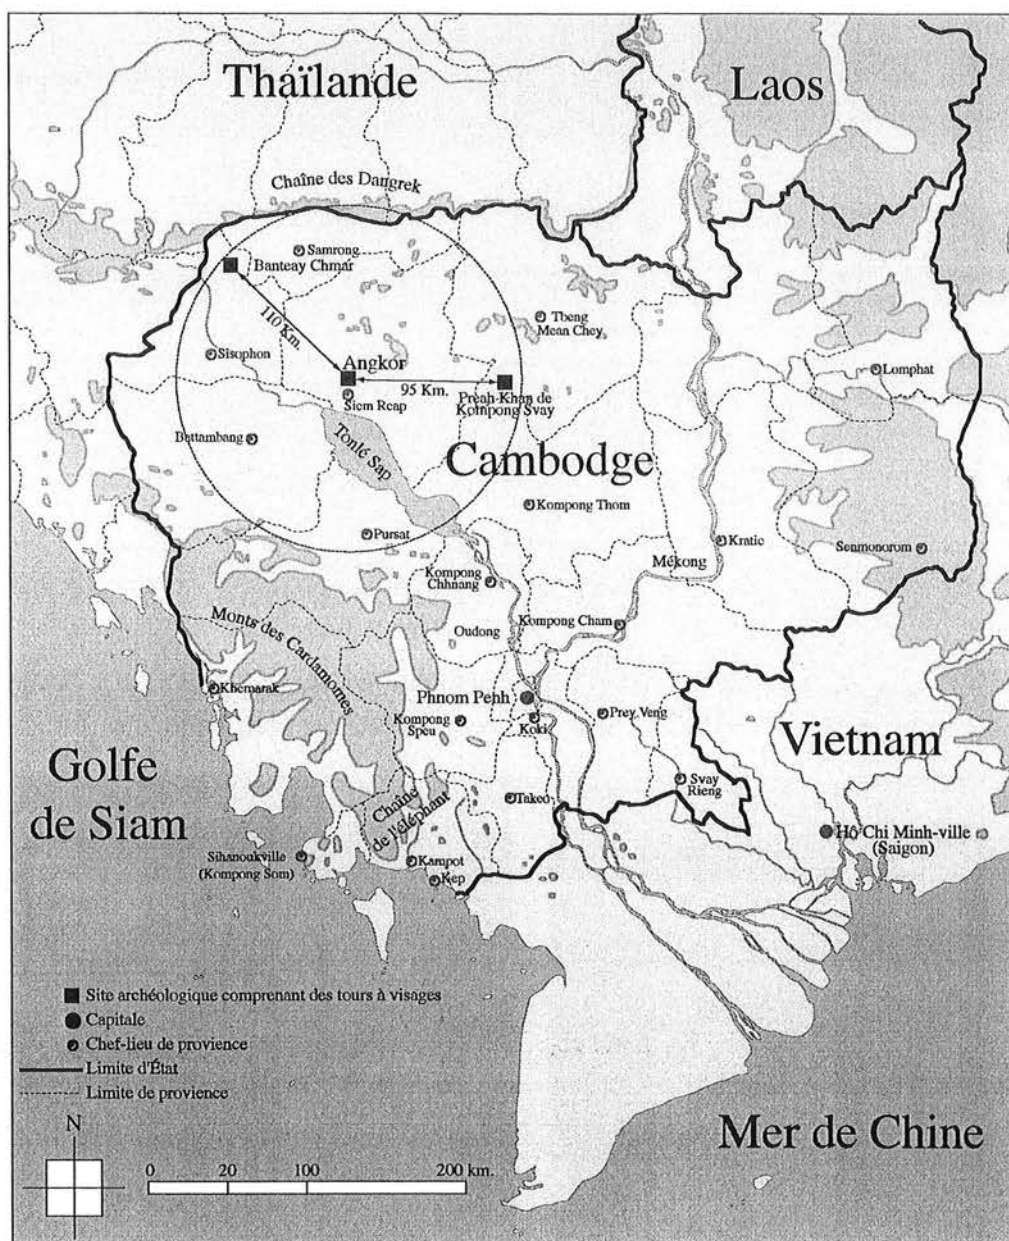 Thaïlande
Laos
Chaîne des Dangrek
Samrong
Banteay Chmar
110 Km.
Tbeng
Mean Chey
Sisophon
Angkor
95 Km.
Lomphat
Siem Reap
Preah-Khan de
Kompong Svay
Battambang
Tonlé Sap
Cambodge
Kompong Thom
Pursat
Kratie
Senmonorom
Mékong
Kompong
Chhnang
Kompong Cham
Oudong
Monts des Cardamomes
Khemarak
Phnom Penh
Kompong
Speu
Koki
Prey Veng
Vietnam
Golfe
de Siam
Svay
Rieng
Takeo
Chaîne
de l'éléphant
Hô Chi Minh-ville
(Saigon)
Sihanoukville
(Kompong Som)
Kampot
Kep
Site archéologique comprenant des tours à visages
Capitale
Chef-lieu de provience
Limite d'État
Limite de provience
N
Mer de Chine
0 20 100 200 km.